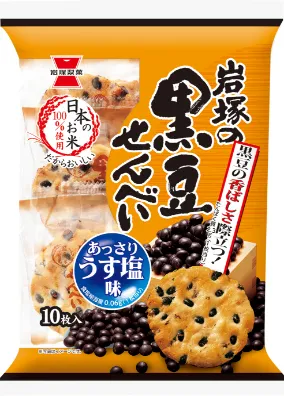 岩塚製菓
日本の
お米
100%使用
だからおいしい
岩塚の
黒豆
せんべい
黒豆の香ばしさ際立つ!
あっさり
うす塩
味
10枚入